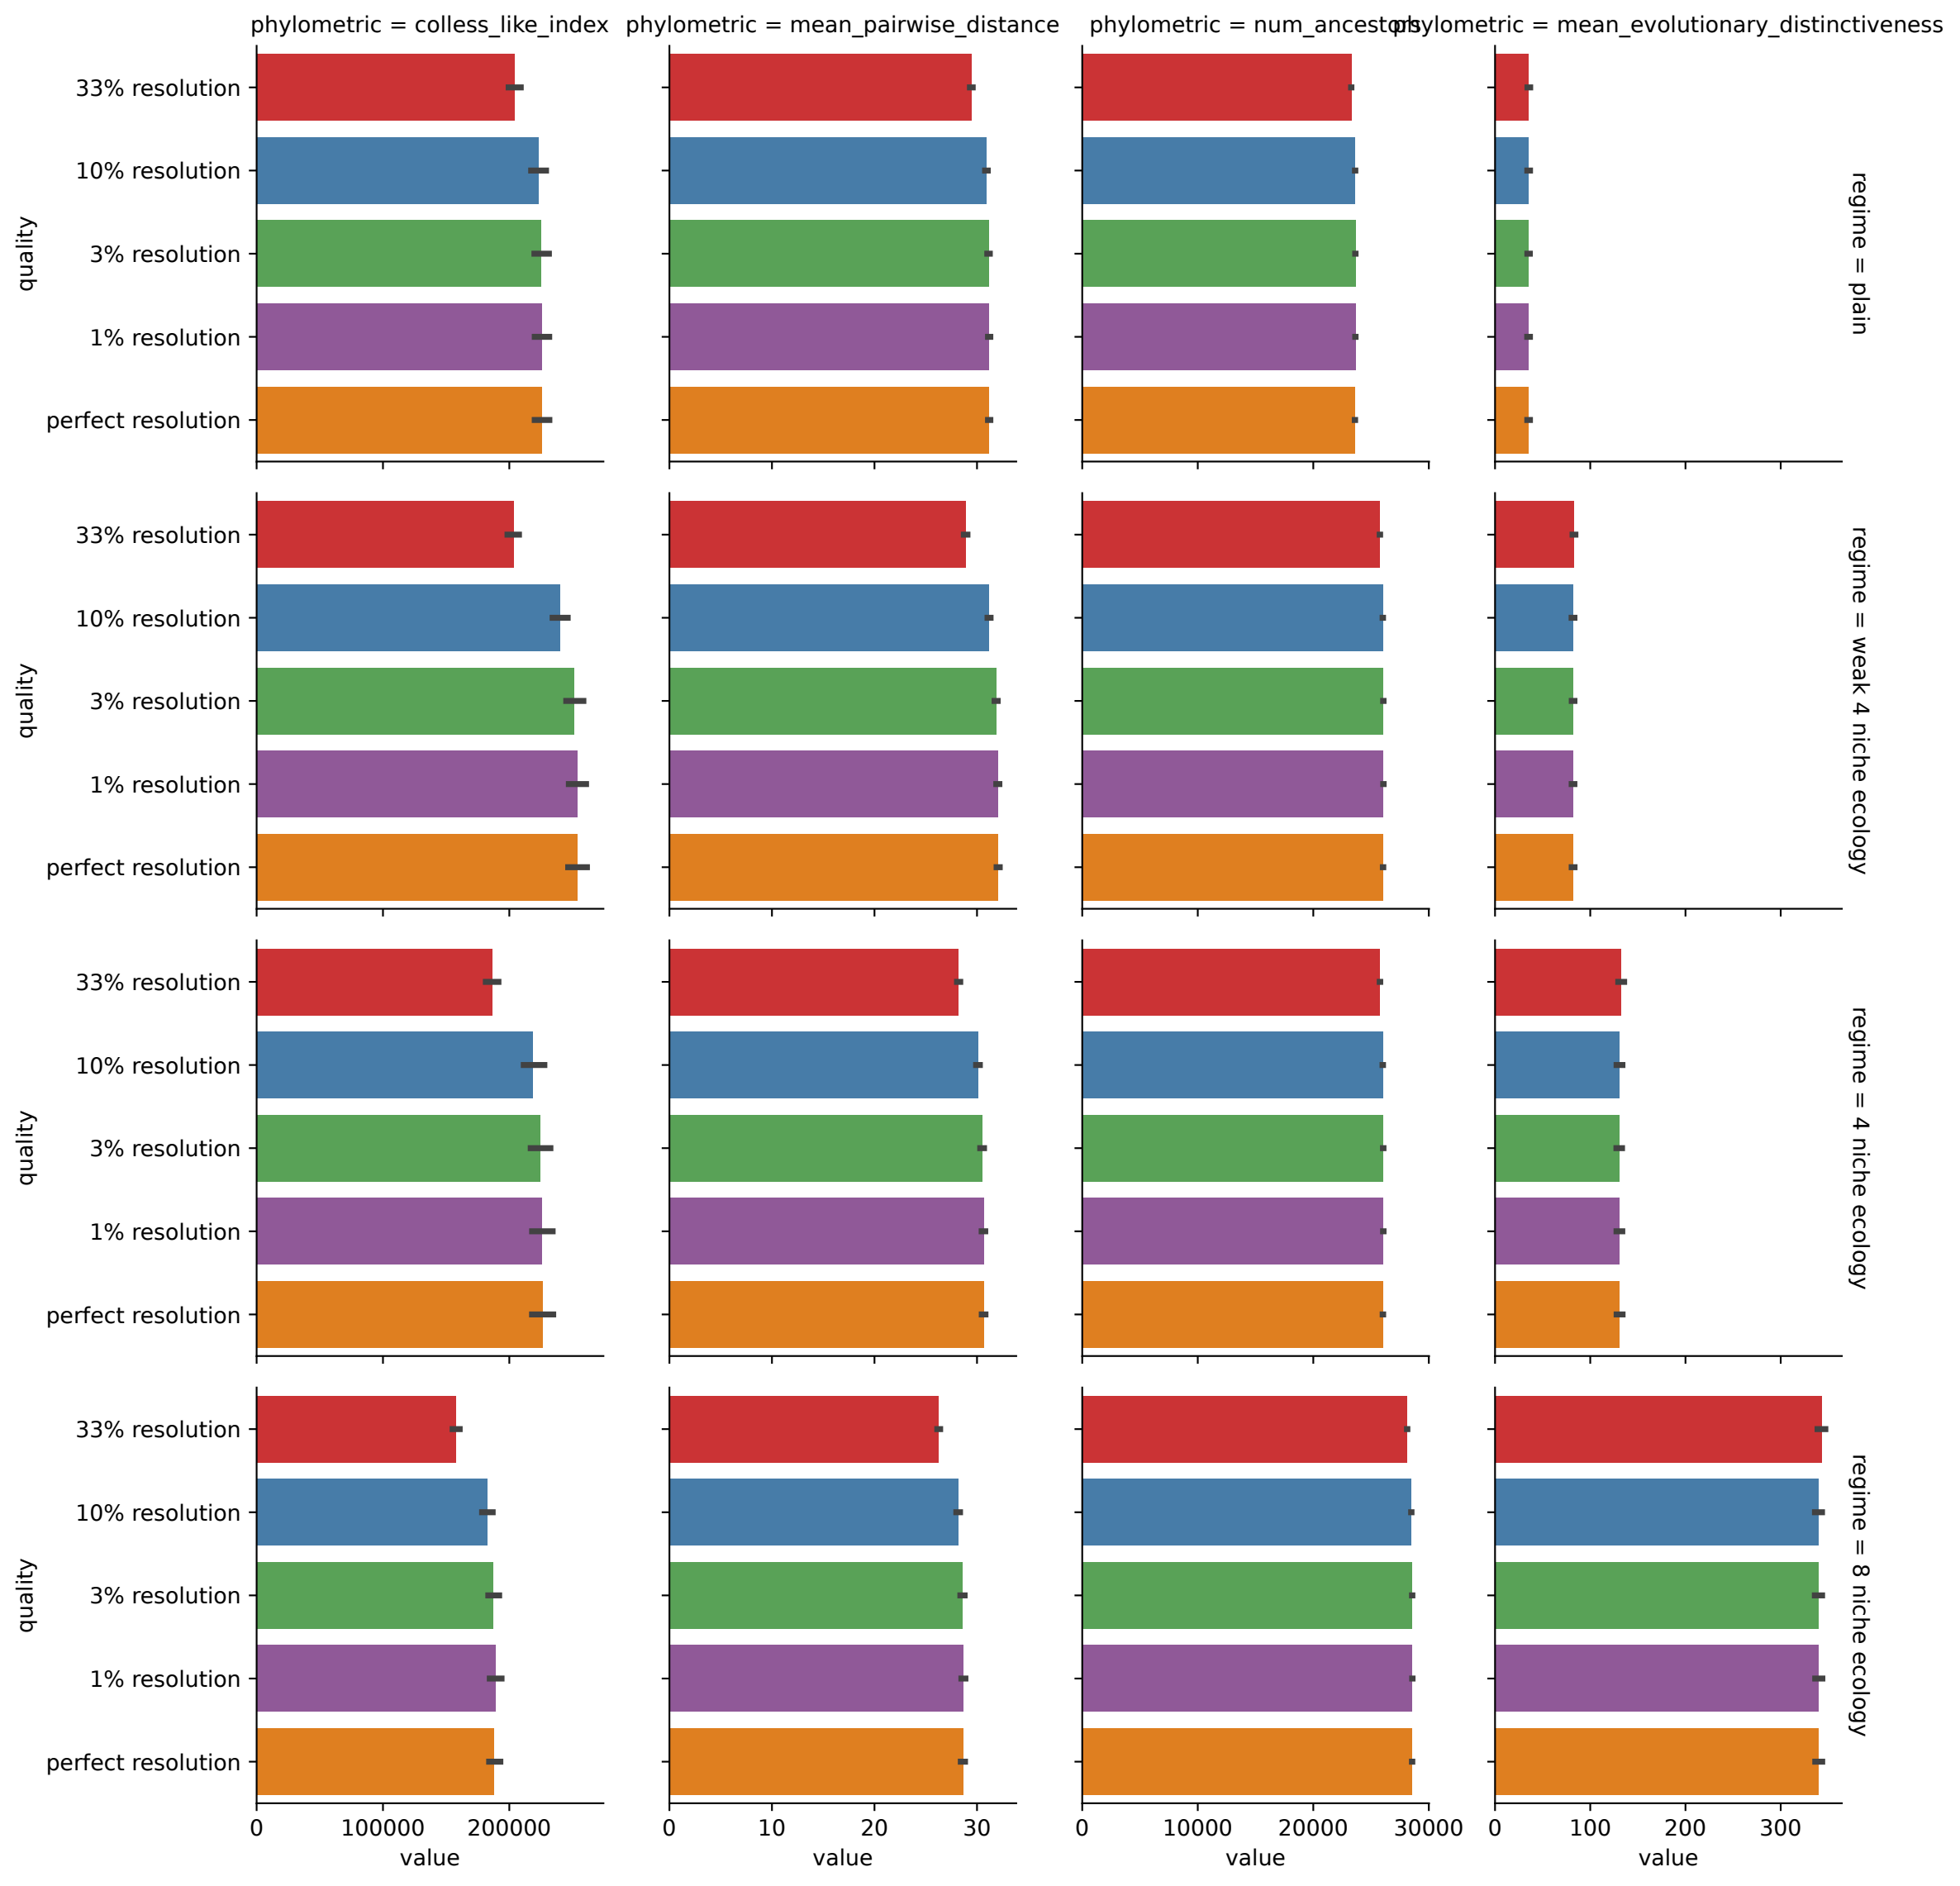 phylometric = colless_like_index
phylometric = mean_pairwise_distance
phylometric = num_ancestors
phylometric = mean_evolutionary_distinctiveness
quality
33% resolution
10% resolution
3% resolution
1% resolution
perfect resolution
regime = plain
quality
33% resolution
10% resolution
3% resolution
1% resolution
perfect resolution
regime = weak 4 niche ecology
quality
33% resolution
10% resolution
3% resolution
1% resolution
perfect resolution
regime = 4 niche ecology
quality
33% resolution
10% resolution
3% resolution
1% resolution
perfect resolution
regime = 8 niche ecology
0 100000 200000
0 10 20 30
0 10000 20000 30000
0 100 200 300
value
value
value
value